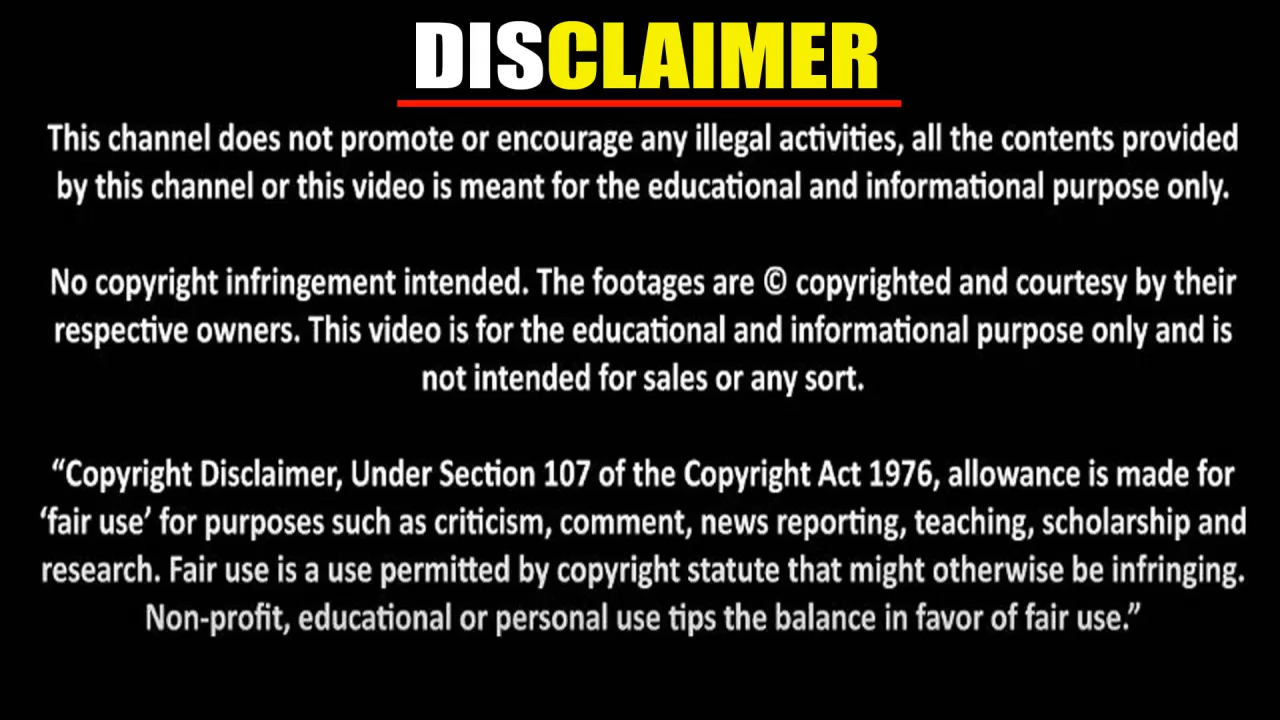 DISCLAIMER
This channel does not promote or encourage any illegal activities, all the contents provided
by this channel or this video is meant for the educational and informational purpose only.
No copyright infringement intended. The footages are © copyrighted and courtesy by their
respective owners. This video is for the educational and informational purpose only and is
not intended for sales or any sort.
“Copyright Disclaimer, Under Section 107 of the Copyright Act 1976, allowance is made for
‘fair use’ for purposes such as criticism, comment, news reporting, teaching, scholarship and
research. Fair use is a use permitted by copyright statute that might otherwise be infringing.
Non-profit, educational or personal use tips the balance in favor of fair use.”